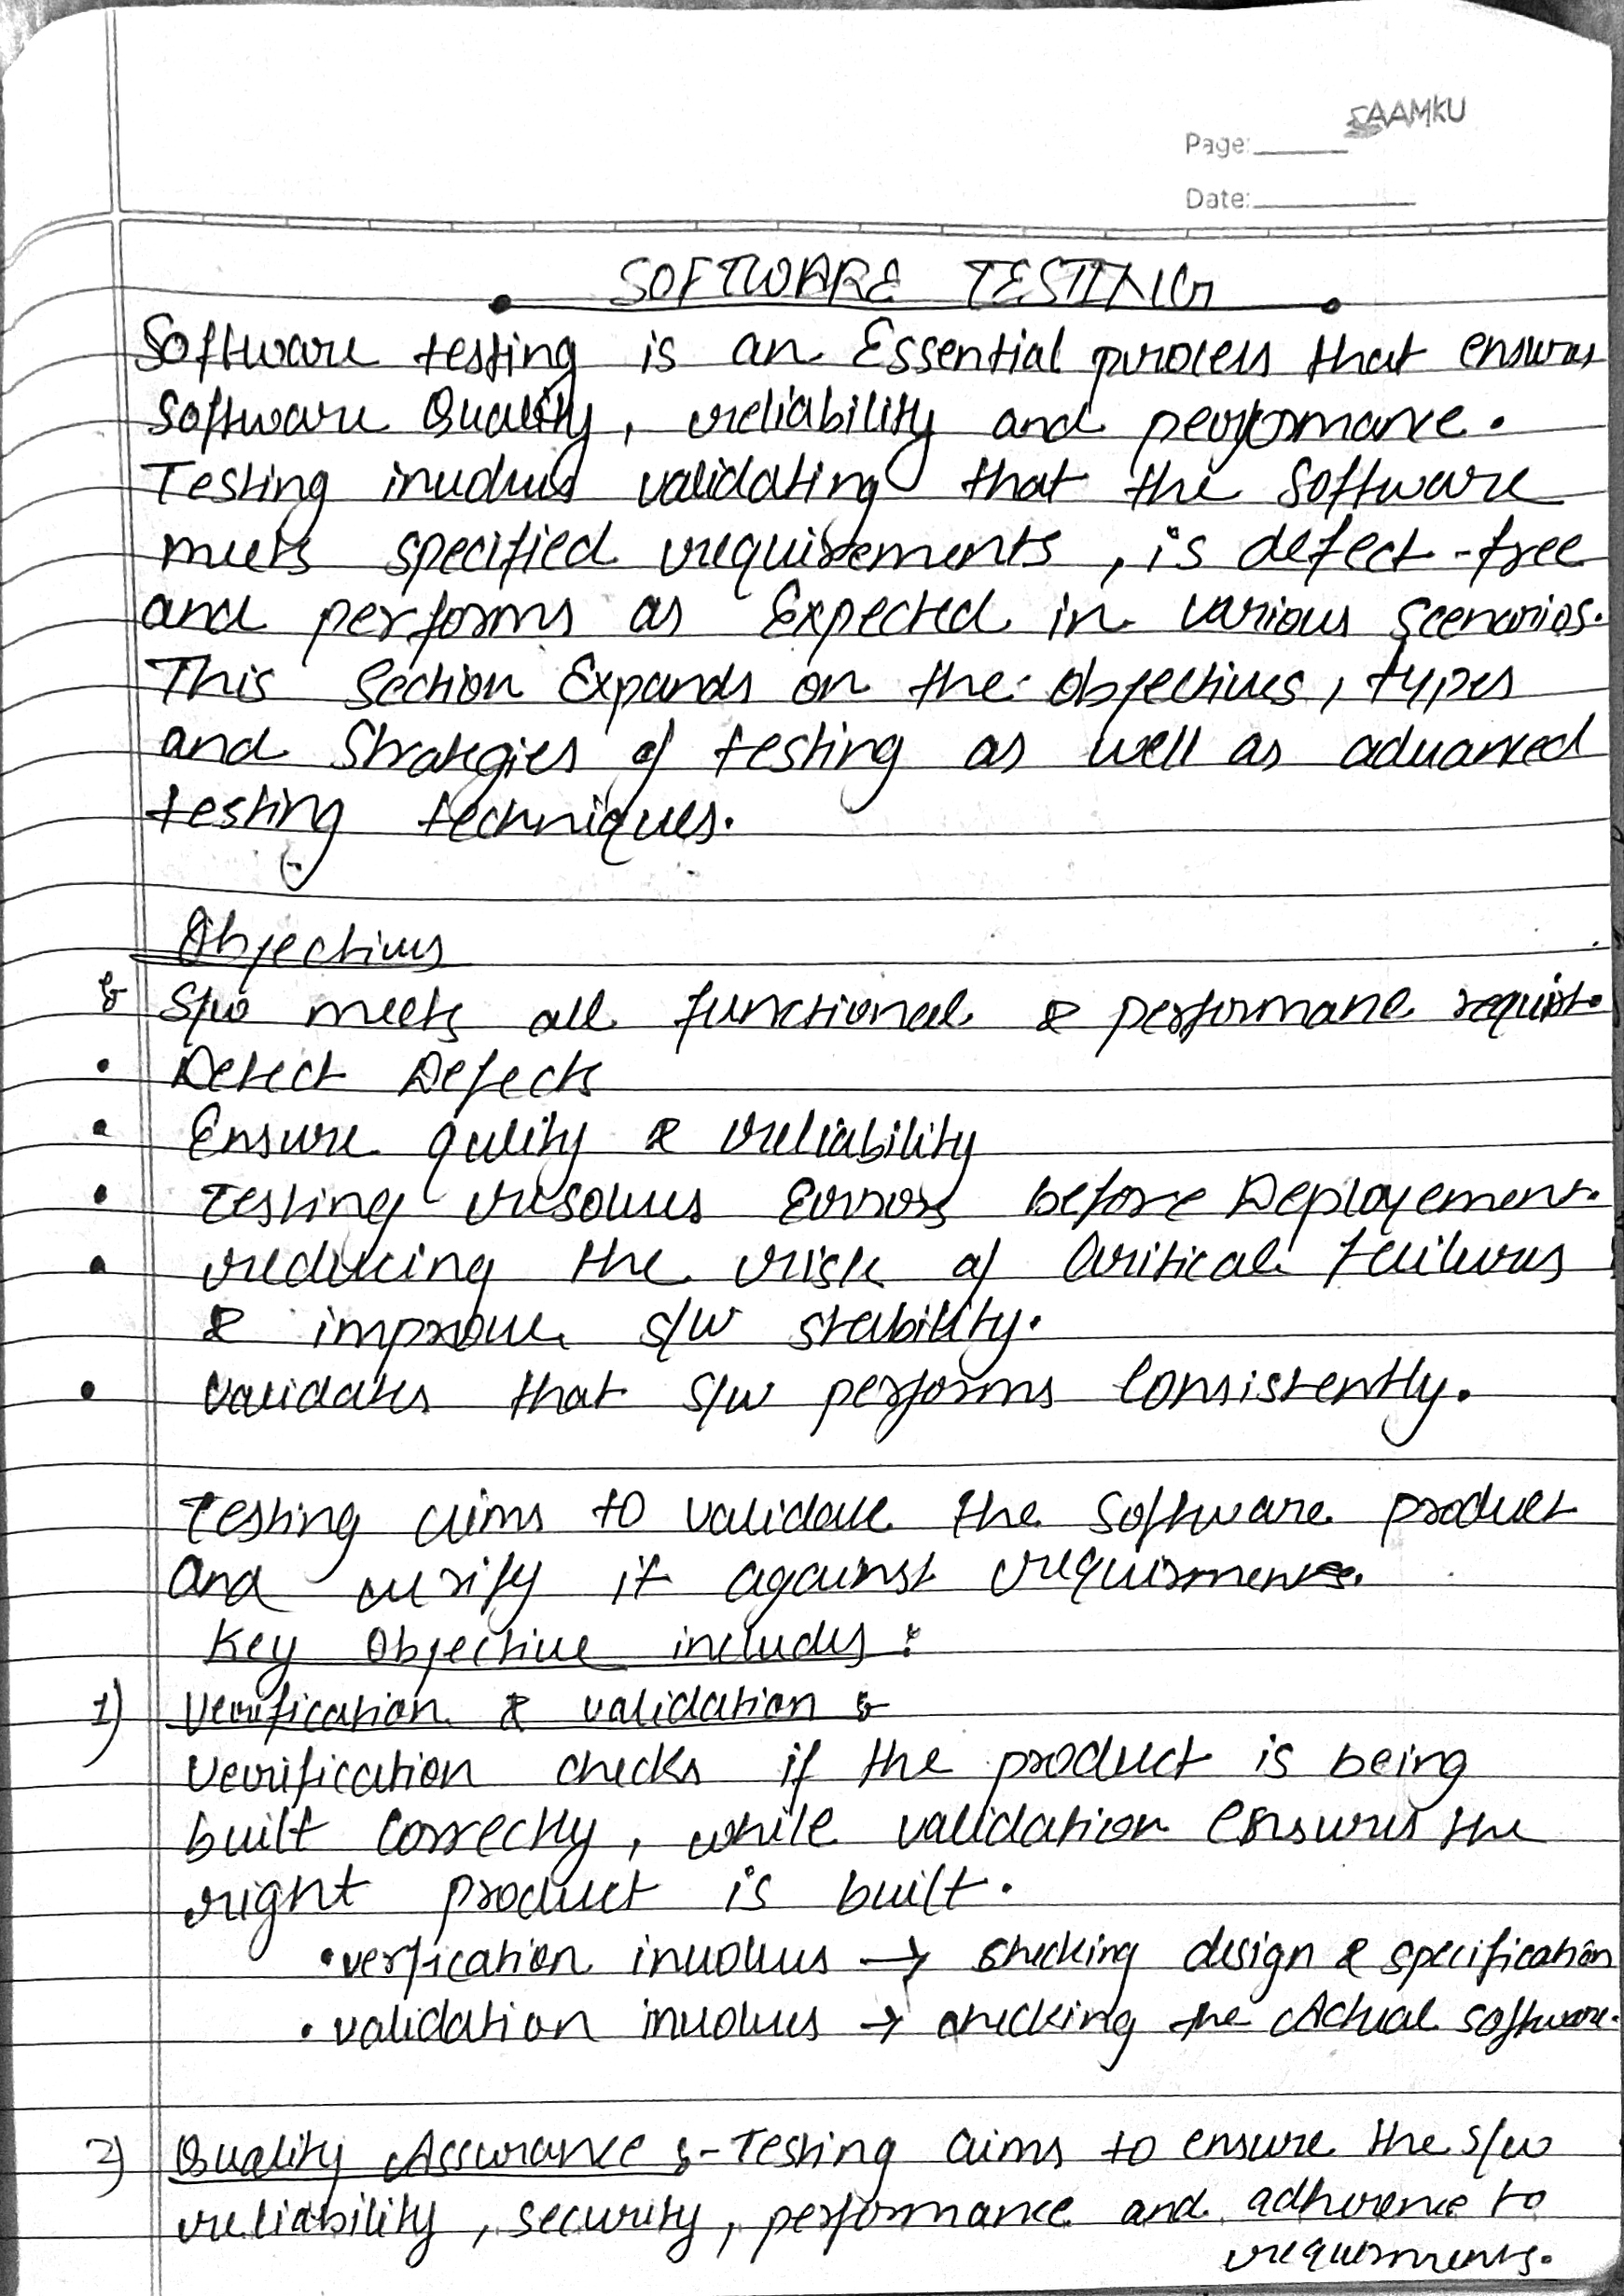 SAAMKU
Page:
Date:
SOFTWARE TESTING
Software testing is an Essential process that ensures
Software Quality, reliability and performance.
Testing involves validating that the Software
meets specified requirements, is defect-free
and performs as Expected in various scenarios.
This Section Expands on the objectives, types
and Strategies of testing as well as advanced
testing techniques.
Objectives
S/w meets all functional & performance requirt.
• Detect Defects
• Ensure qulity & reliability
• Testing resolves Errors before Deployement.
• reducing the risk of Critical failures
& improve s/w stability.
• validates that S/w performs Consistently.
Testing aims to validate the Software product
and verify it against requirments.
Key Objective includes :
1) Verification & validation :
Verification checks if the product is being
built Correctly, while validation ensures the
right product is built.
• verfication involves → checking design & specification
• validation involves → checking the Actual software.
2) Quality Assurance :- Testing aims to ensure the s/w
reliability, security, performance and adherence to
requirments.